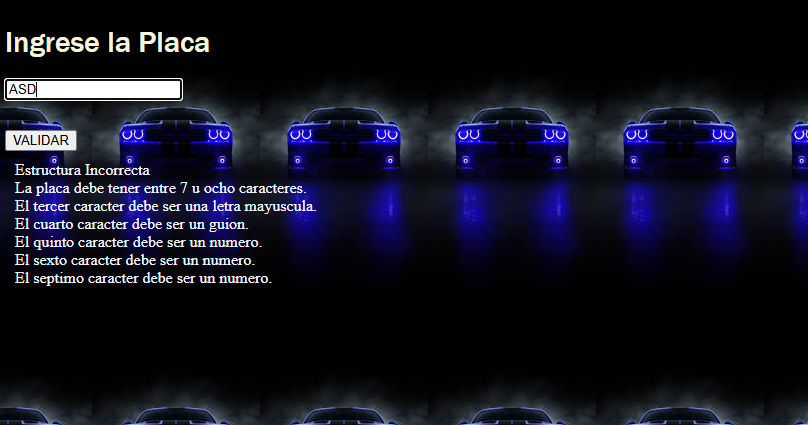 Ingrese la Placa
ASD
VALIDAR
Estructura Incorrecta
La placa debe tener entre 7 u ocho caracteres.
El tercer caracter debe ser una letra mayuscula.
El cuarto caracter debe ser un guion.
El quinto caracter debe ser un numero.
El sexto caracter debe ser un numero.
El septimo caracter debe ser un numero.